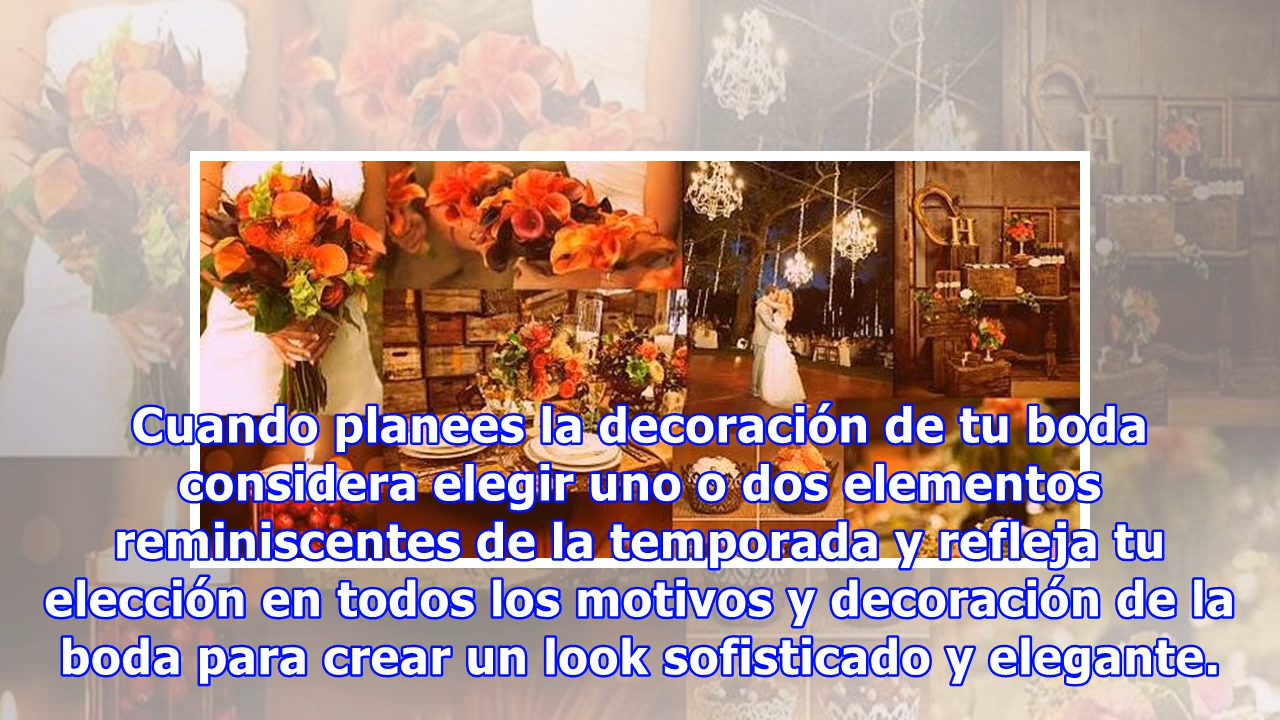 Cuando planees la decoración de tu boda
considera elegir uno o dos elementos
reminiscentes de la temporada y refleja tu
elección en todos los motivos y decoración de la
boda para crear un look sofisticado y elegante.
CH